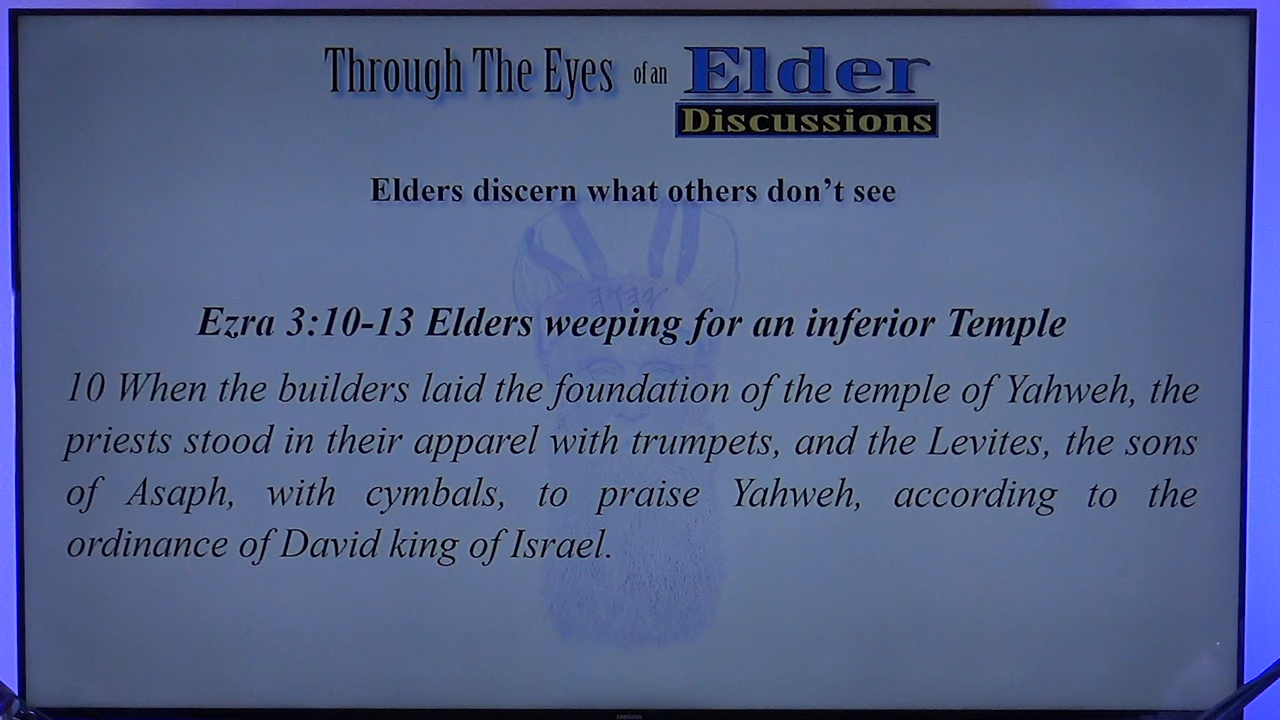 Through The Eyes of an Elder
Discussions
Elders discern what others don’t see
Ezra 3:10-13 Elders weeping for an inferior Temple
10 When the builders laid the foundation of the temple of Yahweh, the
priests stood in their apparel with trumpets, and the Levites, the sons
of Asaph, with cymbals, to praise Yahweh, according to the
ordinance of David king of Israel.
SAMSUNG